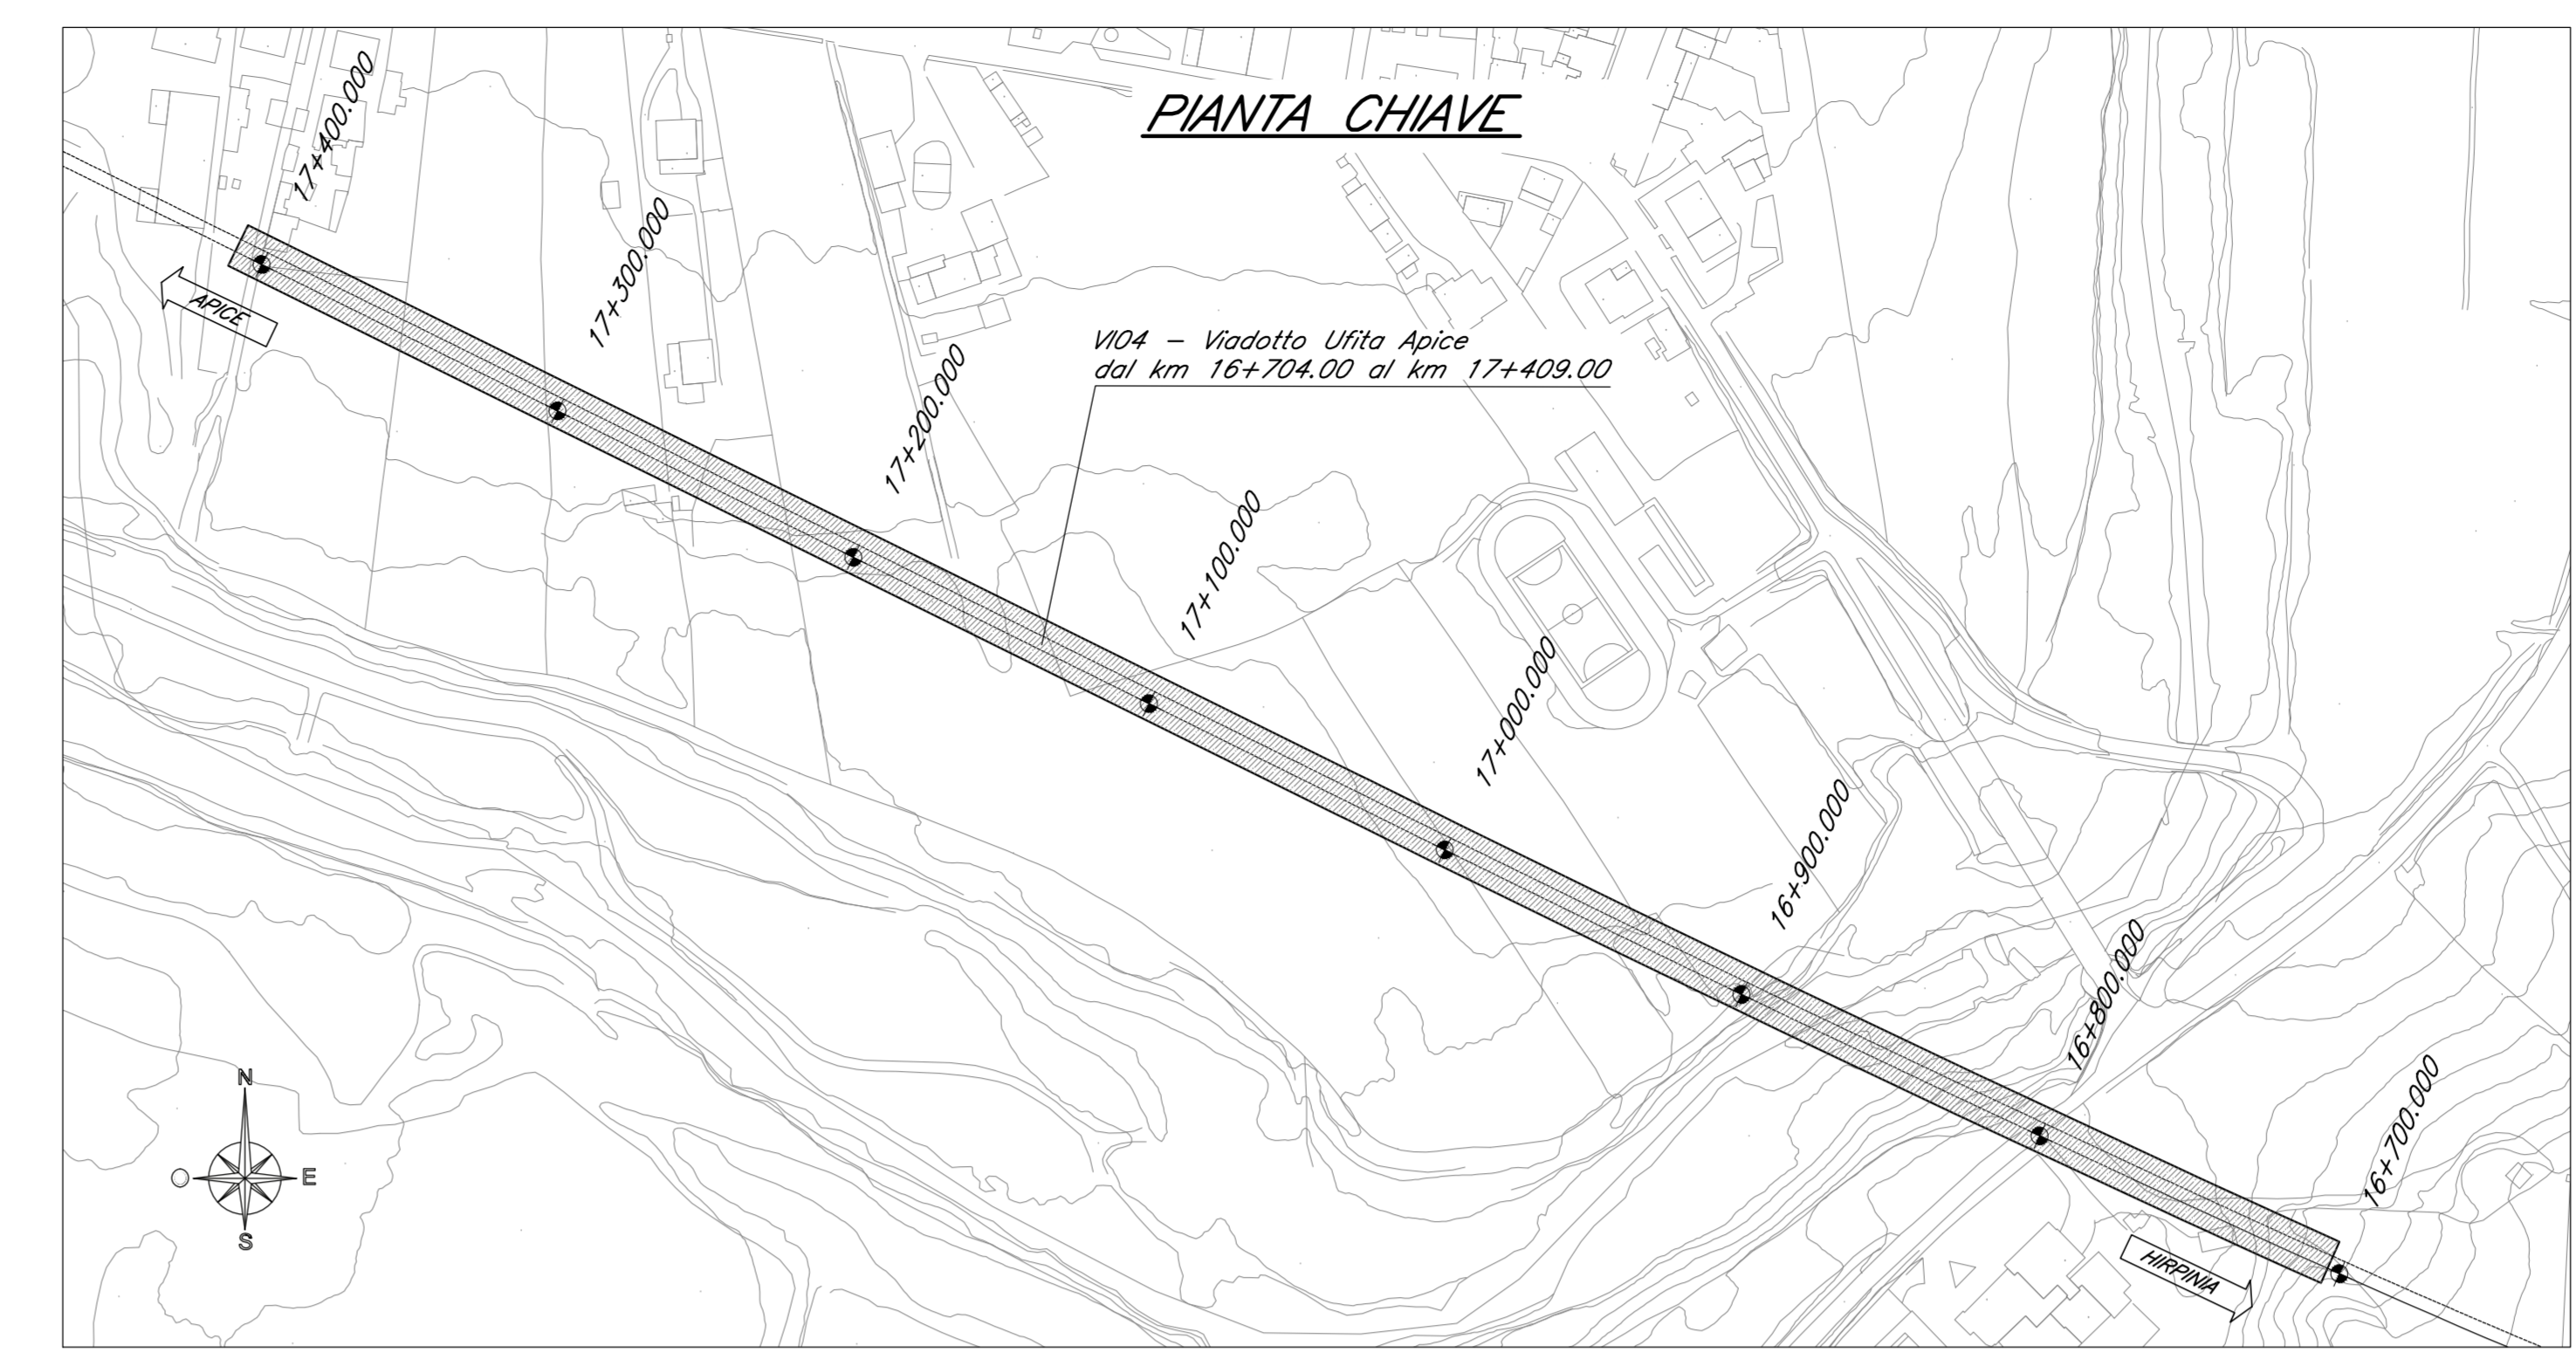 PIANTA CHIAVE
17+400.000
17+300.000
APICE
VI04 – Viadotto Ufita Apice
dal km 16+704.00 al km 17+409.00
17+200.000
17+100.000
17+000.000
16+900.000
16+800.000
16+700.000
HIRPINIA
N
O
E
S